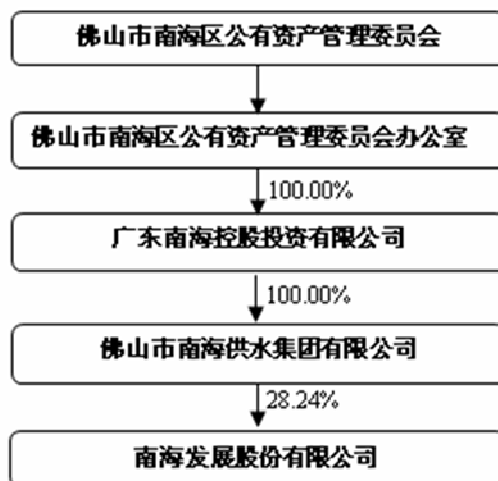 佛山市南海区公有资产管理委员会
佛山市南海区公有资产管理委员会办公室
100.00%
广东南海控股投资有限公司
100.00%
佛山市南海供水集团有限公司
28.24%
南海发展股份有限公司